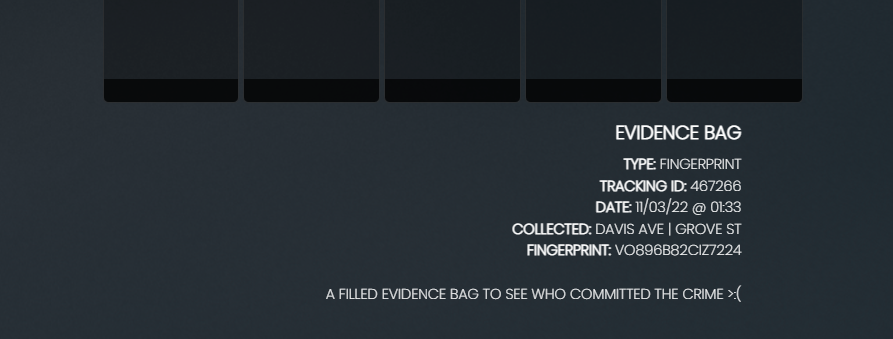 EVIDENCE BAG
TYPE: FINGERPRINT
TRACKING ID: 467266
DATE: 11/03/22 @ 01:33
COLLECTED: DAVIS AVE | GROVE ST
FINGERPRINT: VO896B82CIZ7224
A FILLED EVIDENCE BAG TO SEE WHO COMMITTED THE CRIME >:(